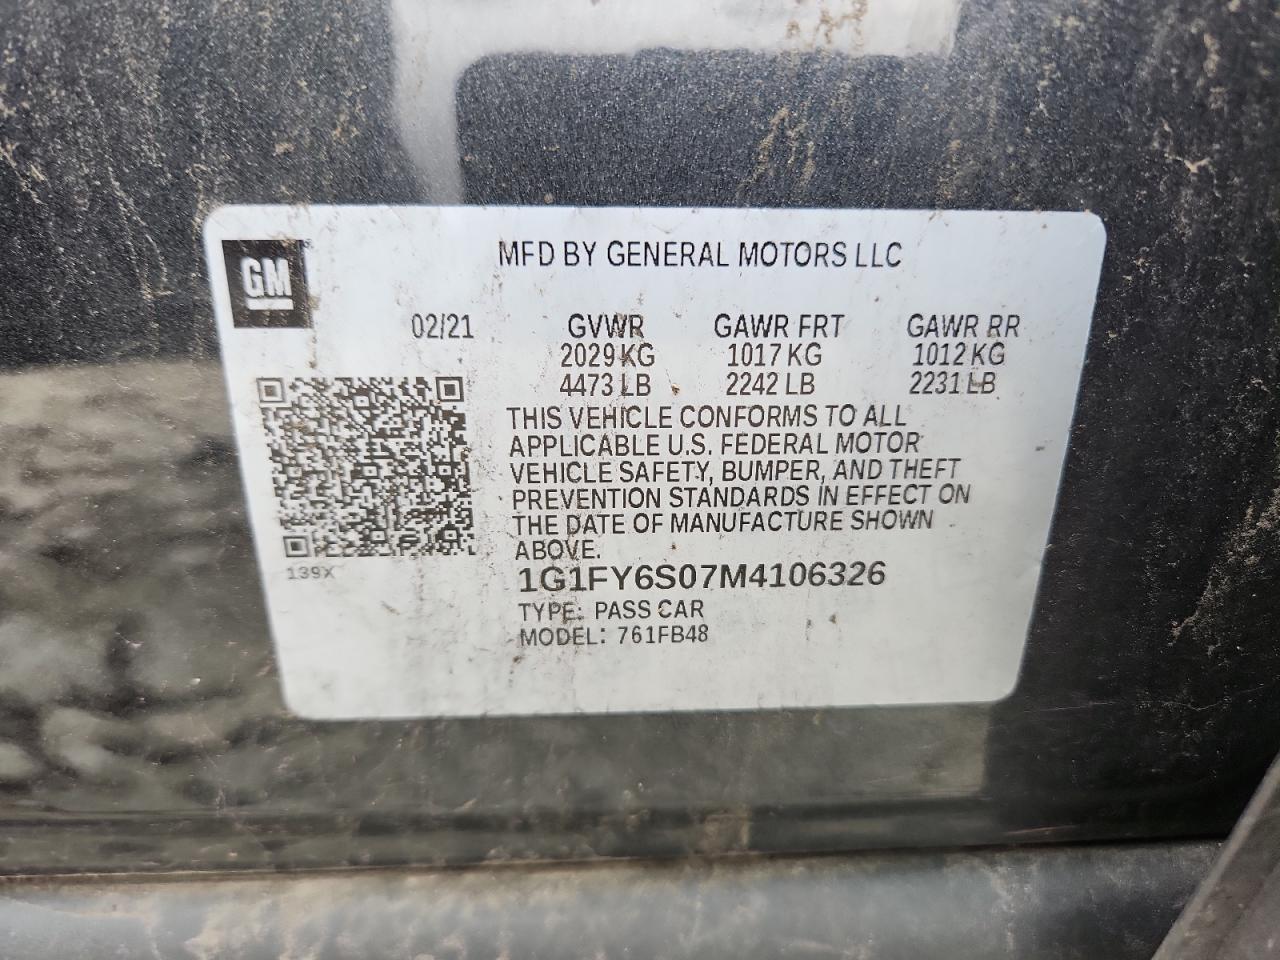 MFD BY GENERAL MOTORS LLC
GM
02/21 GVWR GAWR FRT GAWR RR
2029 KG 1017 KG 1012 KG
4473 LB 2242 LB 2231 LB
THIS VEHICLE CONFORMS TO ALL
APPLICABLE U.S. FEDERAL MOTOR
VEHICLE SAFETY, BUMPER, AND THEFT
PREVENTION STANDARDS IN EFFECT ON
THE DATE OF MANUFACTURE SHOWN
ABOVE.
139X
1G1FY6S07M4106326
TYPE: PASS CAR
MODEL: 761FB48